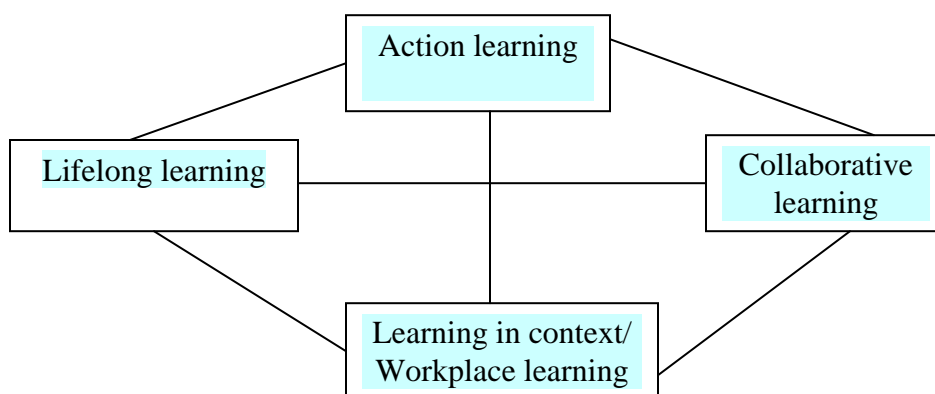 Action learning
Lifelong learning
Collaborative
learning
Learning in context/
Workplace learning